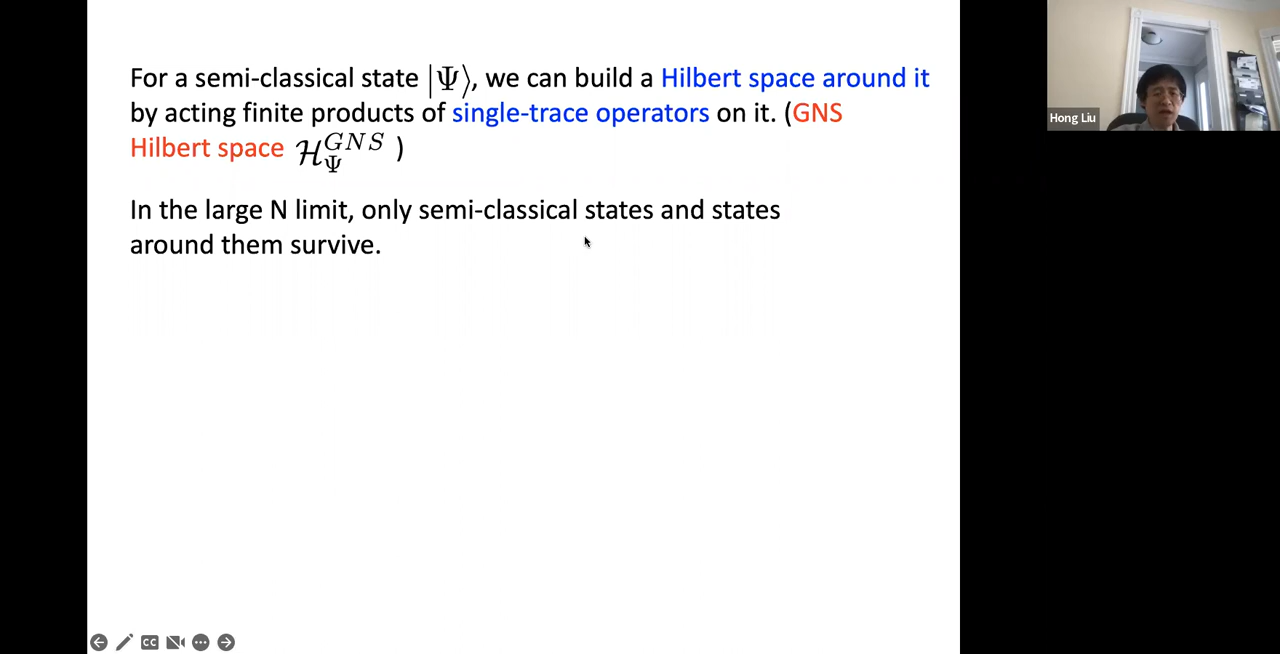 For a semi-classical state |Ψ⟩, we can build a Hilbert space around it
by acting finite products of single-trace operators on it. (GNS
Hilbert space ℋ_Ψ^{GNS} )
In the large N limit, only semi-classical states and states
around them survive.
Hong Liu
CC